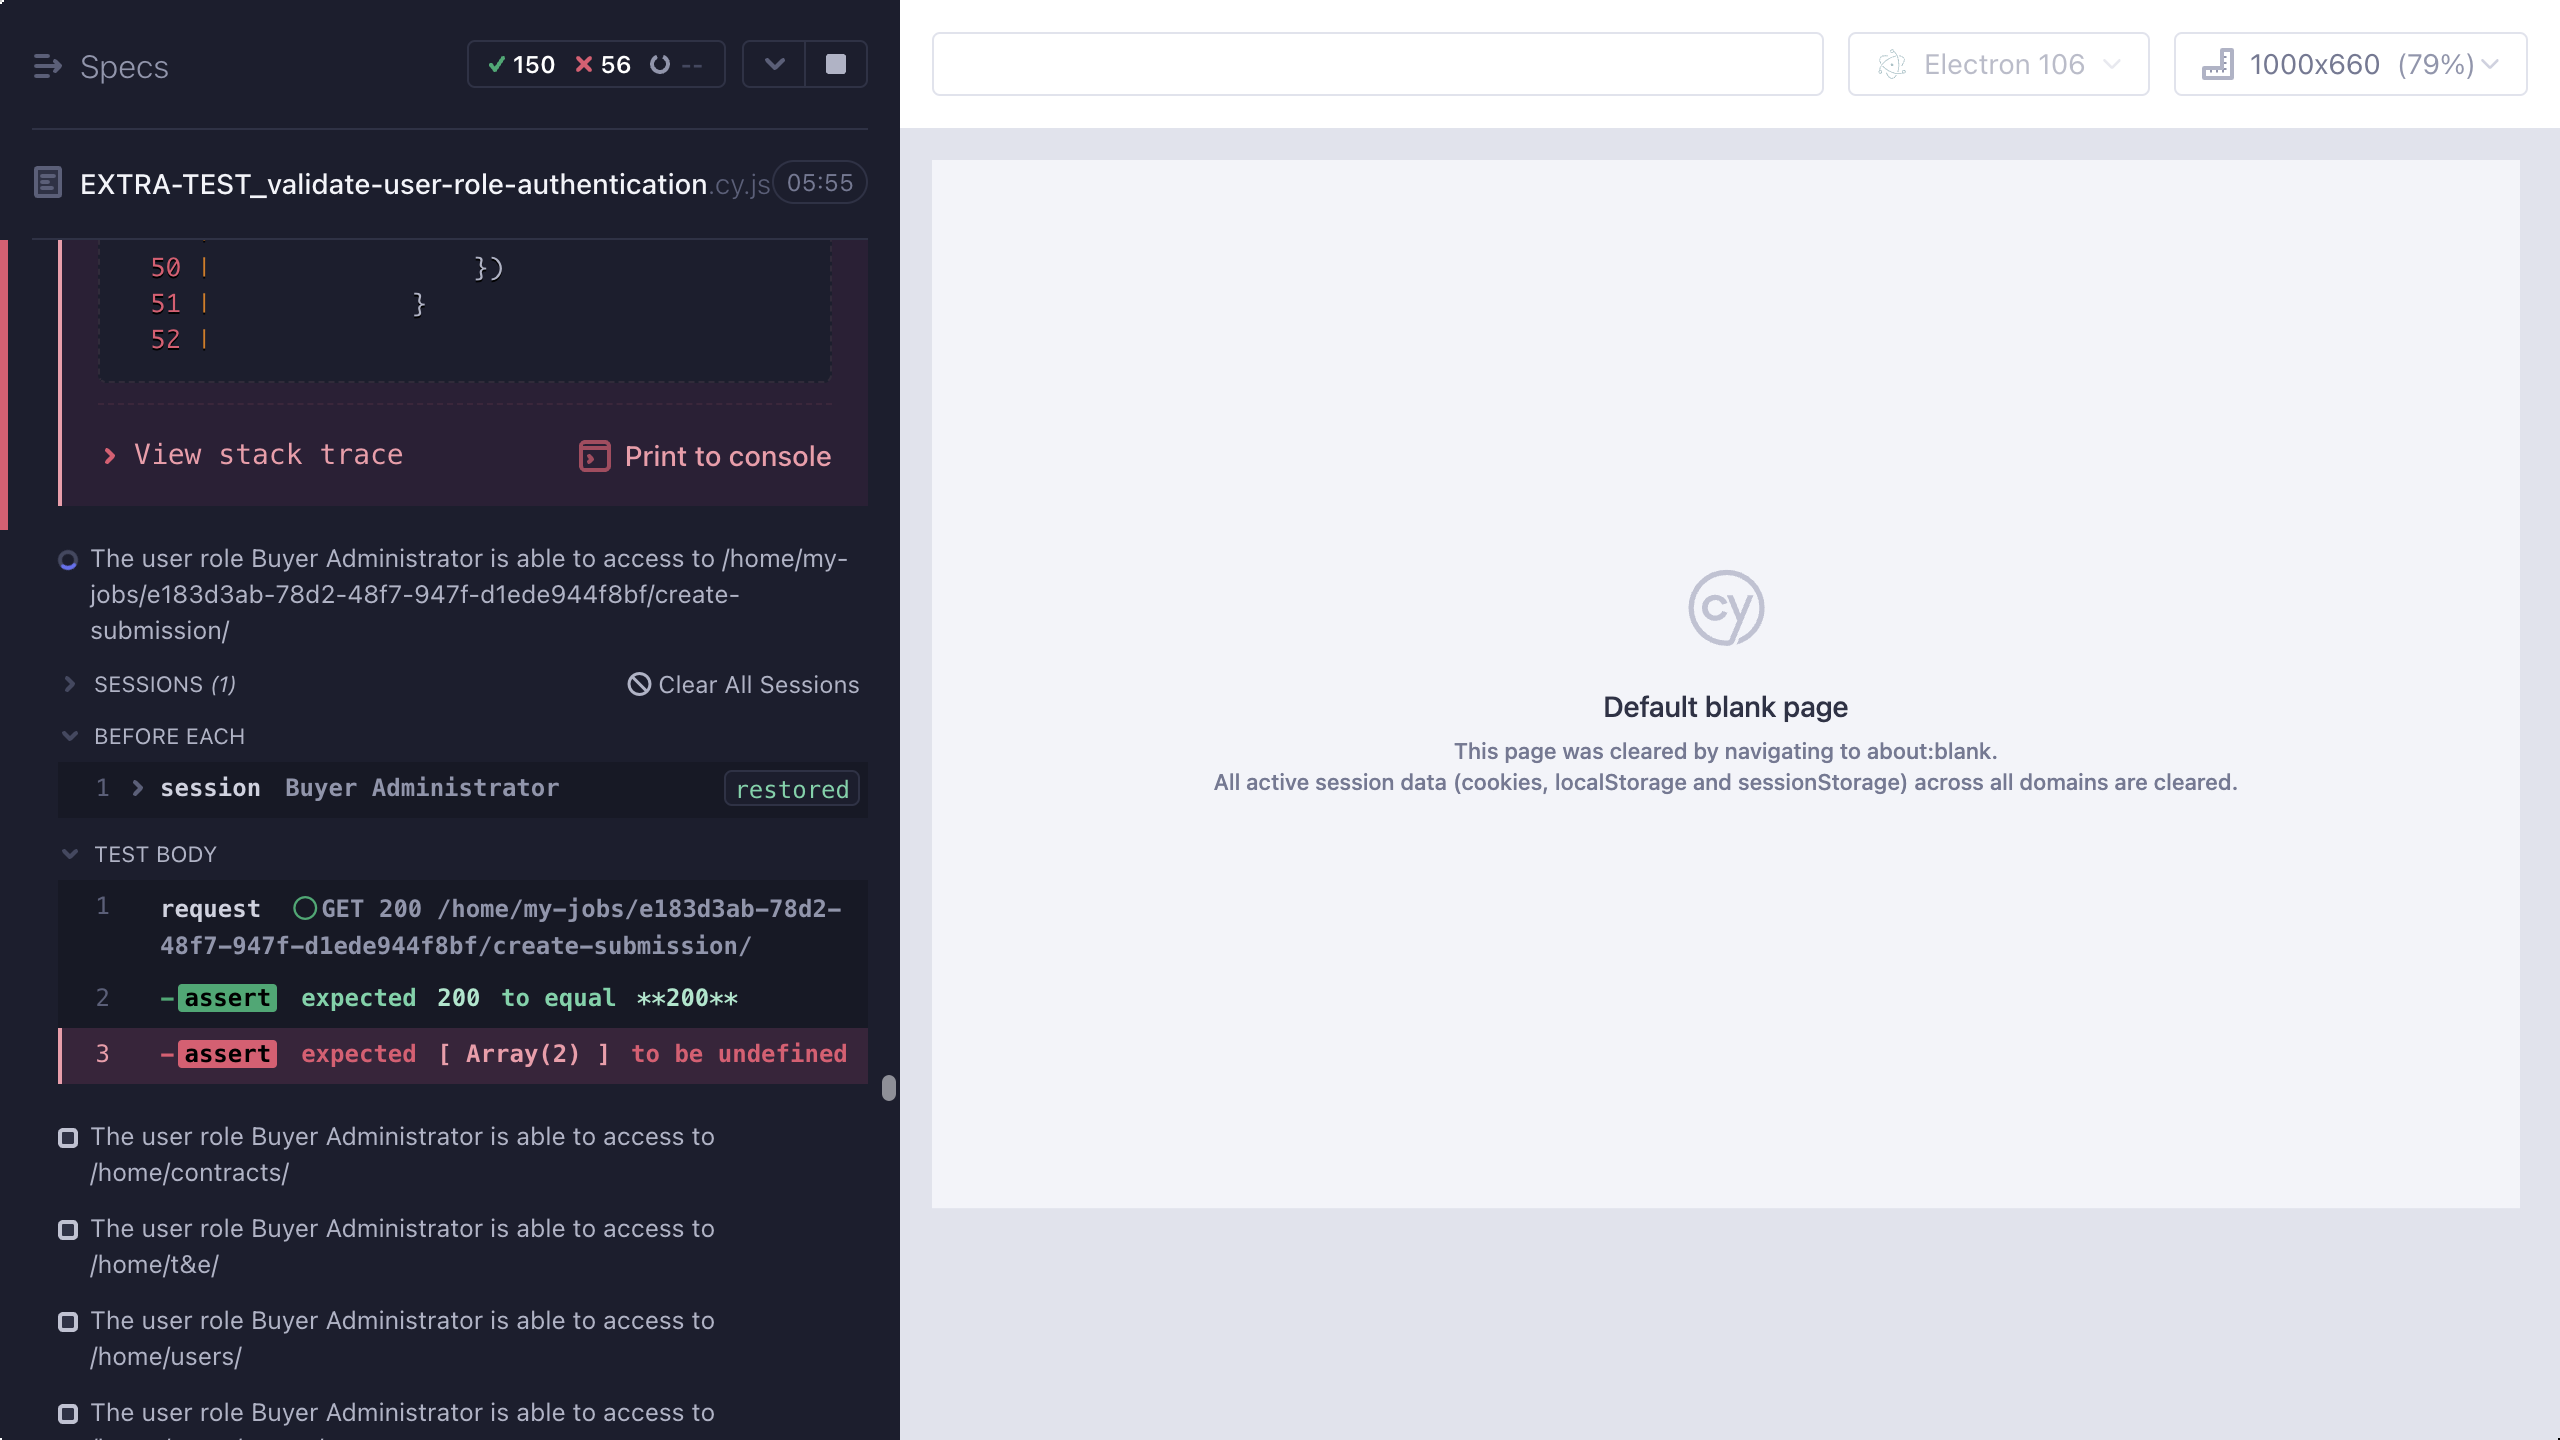 Specs
150 56 --
EXTRA-TEST_validate-user-role-authentication.cy.js 05:55
50 | })
51 | }
52 |
View stack trace
Print to console
The user role Buyer Administrator is able to access to /home/my-
jobs/e183d3ab-78d2-48f7-947f-d1ede944f8bf/create-
submission/
SESSIONS (1)
Clear All Sessions
BEFORE EACH
1 session Buyer Administrator restored
TEST BODY
1 request GET 200 /home/my-jobs/e183d3ab-78d2-
48f7-947f-d1ede944f8bf/create-submission/
2 -assert expected 200 to equal **200**
3 -assert expected [ Array(2) ] to be undefined
The user role Buyer Administrator is able to access to
/home/contracts/
The user role Buyer Administrator is able to access to
/home/t&e/
The user role Buyer Administrator is able to access to
/home/users/
The user role Buyer Administrator is able to access to
Electron 106
1000x660 (79%)
cy
Default blank page
This page was cleared by navigating to about:blank.
All active session data (cookies, localStorage and sessionStorage) across all domains are cleared.